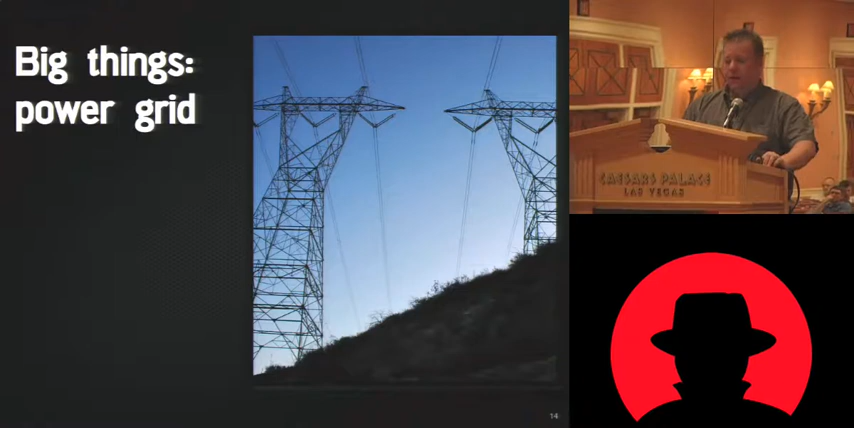 Big things:
power grid
14
CAESARS PALACE
LAS VEGAS